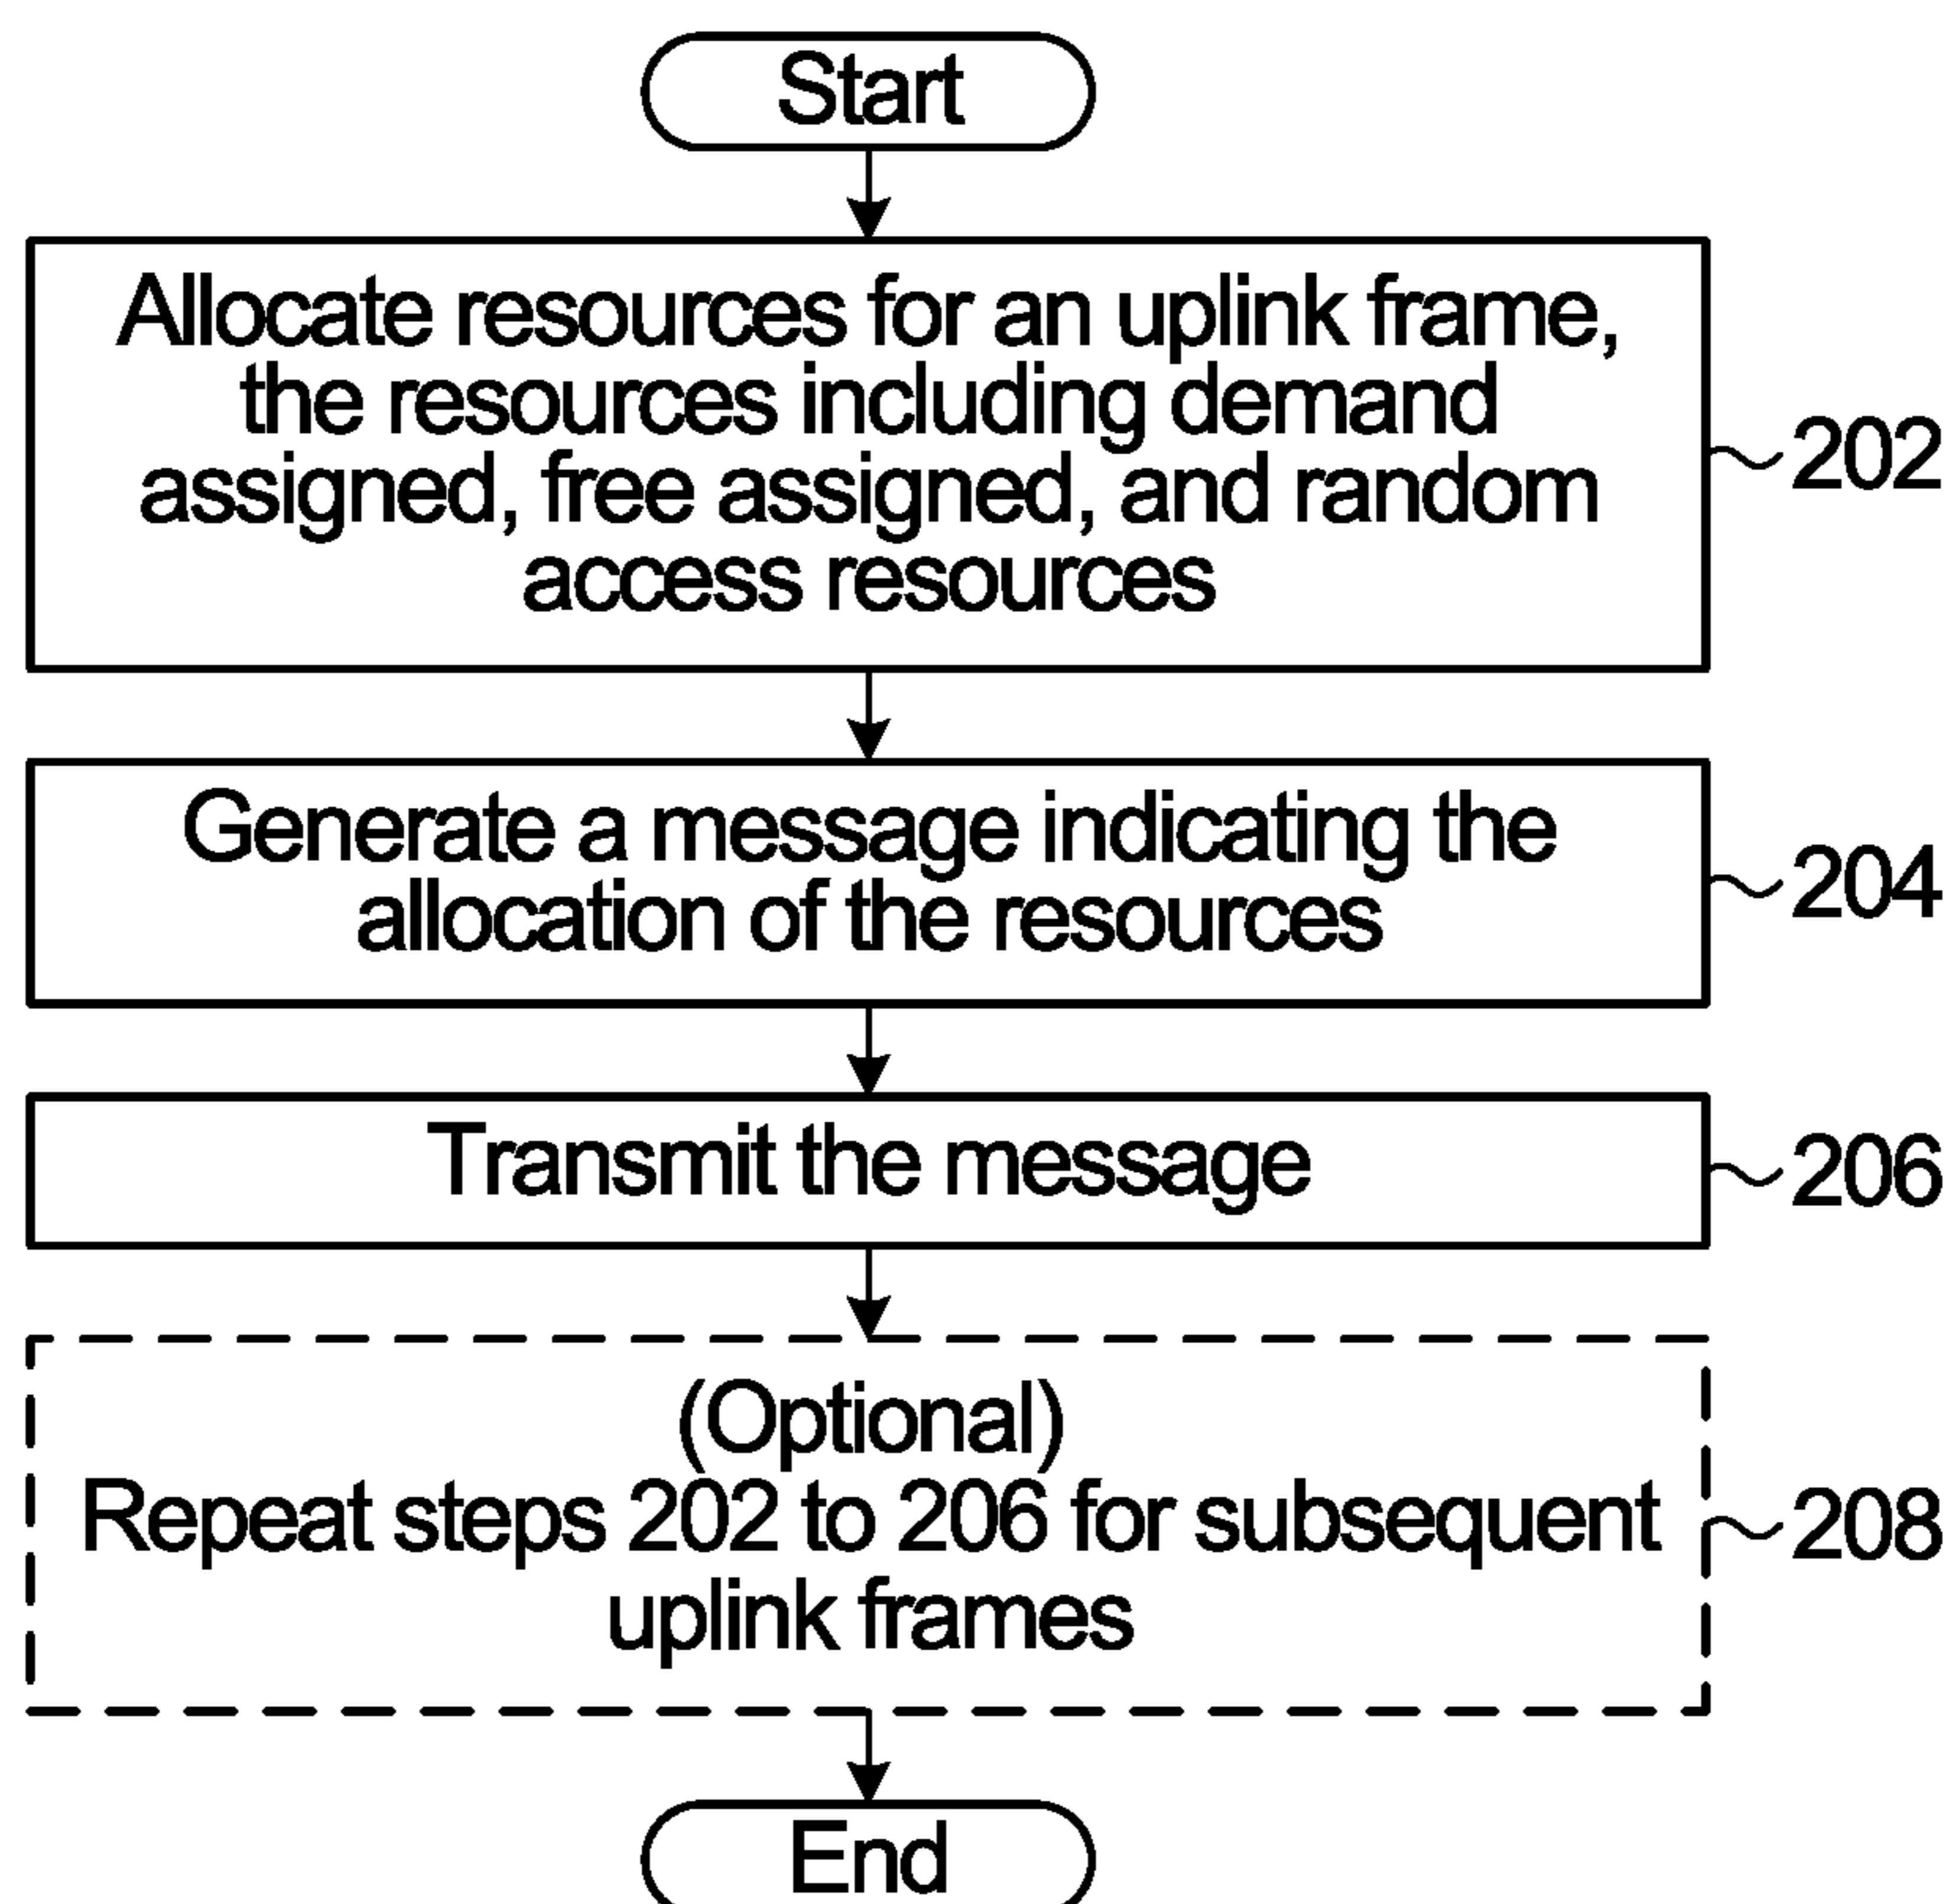 Start
Allocate resources for an uplink frame,
the resources including demand
assigned, free assigned, and random
access resources
202
Generate a message indicating the
allocation of the resources
204
Transmit the message
206
(Optional)
Repeat steps 202 to 206 for subsequent
uplink frames
208
End